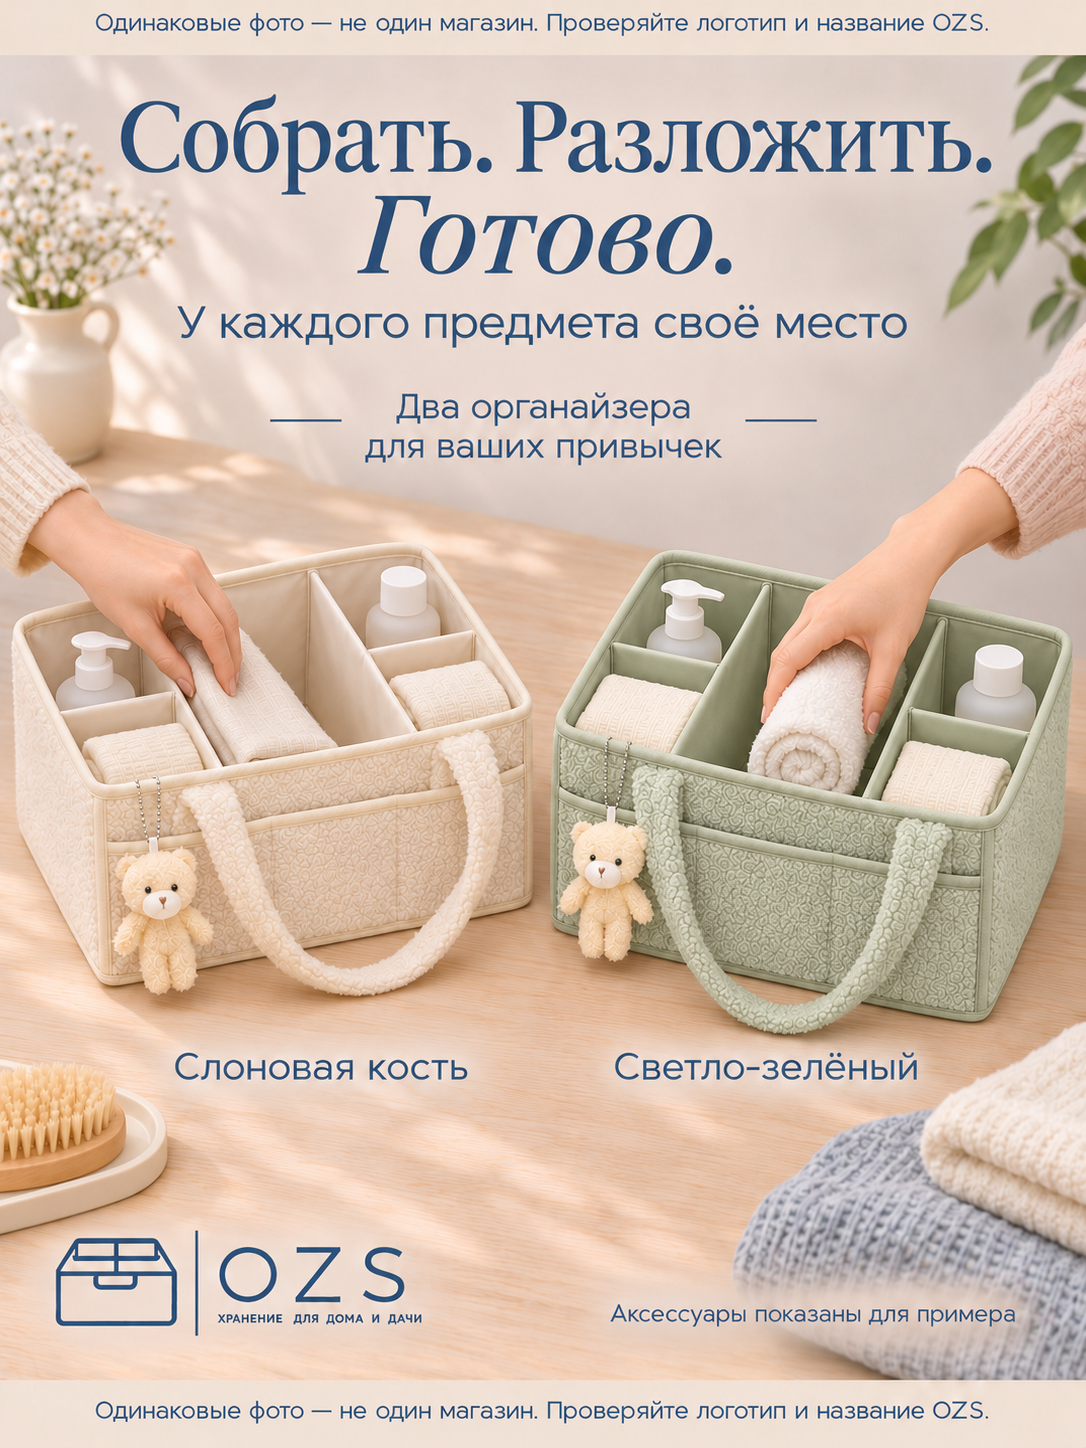 Одинаковые фото — не один магазин. Проверяйте логотип и название OZS.
Собрать. Разложить.
Готово.
У каждого предмета своё место
Два органайзера
для ваших привычек
Слоновая кость
Светло-зелёный
OZS
ХРАНЕНИЕ ДЛЯ ДОМА И ДАЧИ
Аксессуары показаны для примера
Одинаковые фото — не один магазин. Проверяйте логотип и название OZS.